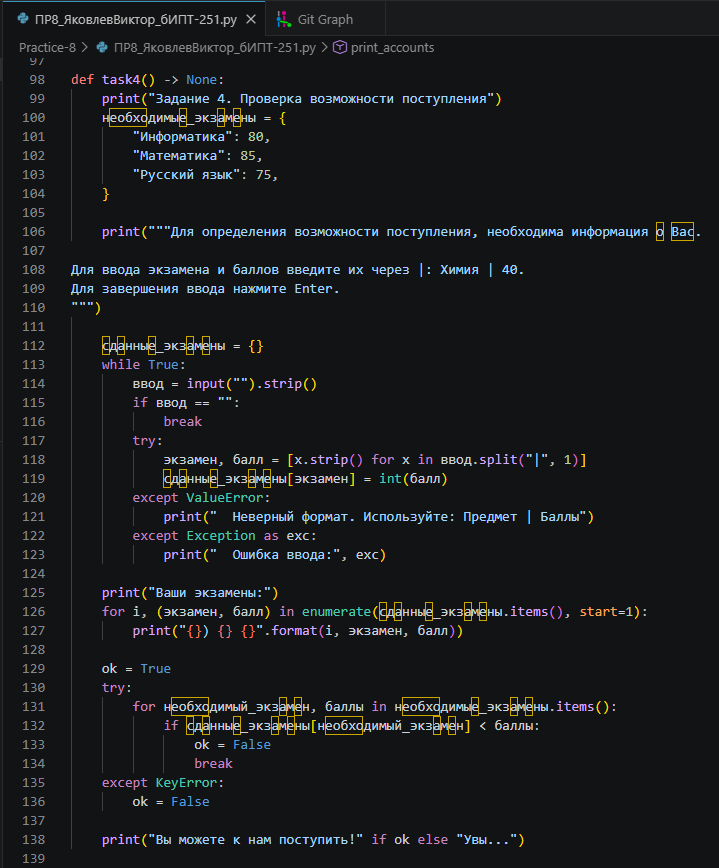 ПР8_ЯковлевВиктор_бИПТ-251.py Git Graph
Practice-8 > ПР8_ЯковлевВиктор_бИПТ-251.py > print_accounts
97
98 def task4() -> None:
99     print("Задание 4. Проверка возможности поступления")
100     необходимые_экзамены = {
101         "Информатика": 80,
102         "Математика": 85,
103         "Русский язык": 75,
104     }
105
106     print("""Для определения возможности поступления, необходима информация о Вас.
107
108 Для ввода экзамена и баллов введите их через |: Химия | 40.
109 Для завершения ввода нажмите Enter.
110 """)
111
112     сданные_экзамены = {}
113     while True:
114         ввод = input("").strip()
115         if ввод == "":
116             break
117         try:
118             экзамен, балл = [x.strip() for x in ввод.split("|", 1)]
119             сданные_экзамены[экзамен] = int(балл)
120         except ValueError:
121             print("  Неверный формат. Используйте: Предмет | Баллы")
122         except Exception as exc:
123             print("  Ошибка ввода:", exc)
124
125     print("Ваши экзамены:")
126     for i, (экзамен, балл) in enumerate(сданные_экзамены.items(), start=1):
127         print("{}) {} {}".format(i, экзамен, балл))
128
129     ok = True
130     try:
131         for необходимый_экзамен, баллы in необходимые_экзамены.items():
132             if сданные_экзамены[необходимый_экзамен] < баллы:
133                 ok = False
134                 break
135     except KeyError:
136         ok = False
137
138     print("Вы можете к нам поступить!" if ok else "Увы...")
139